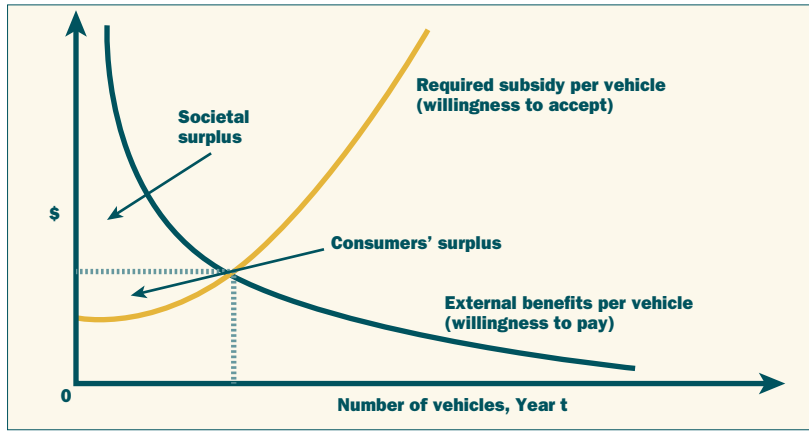 Required subsidy per vehicle
(willingness to accept)
Societal
surplus
$
Consumers’ surplus
External benefits per vehicle
(willingness to pay)
0
Number of vehicles, Year t